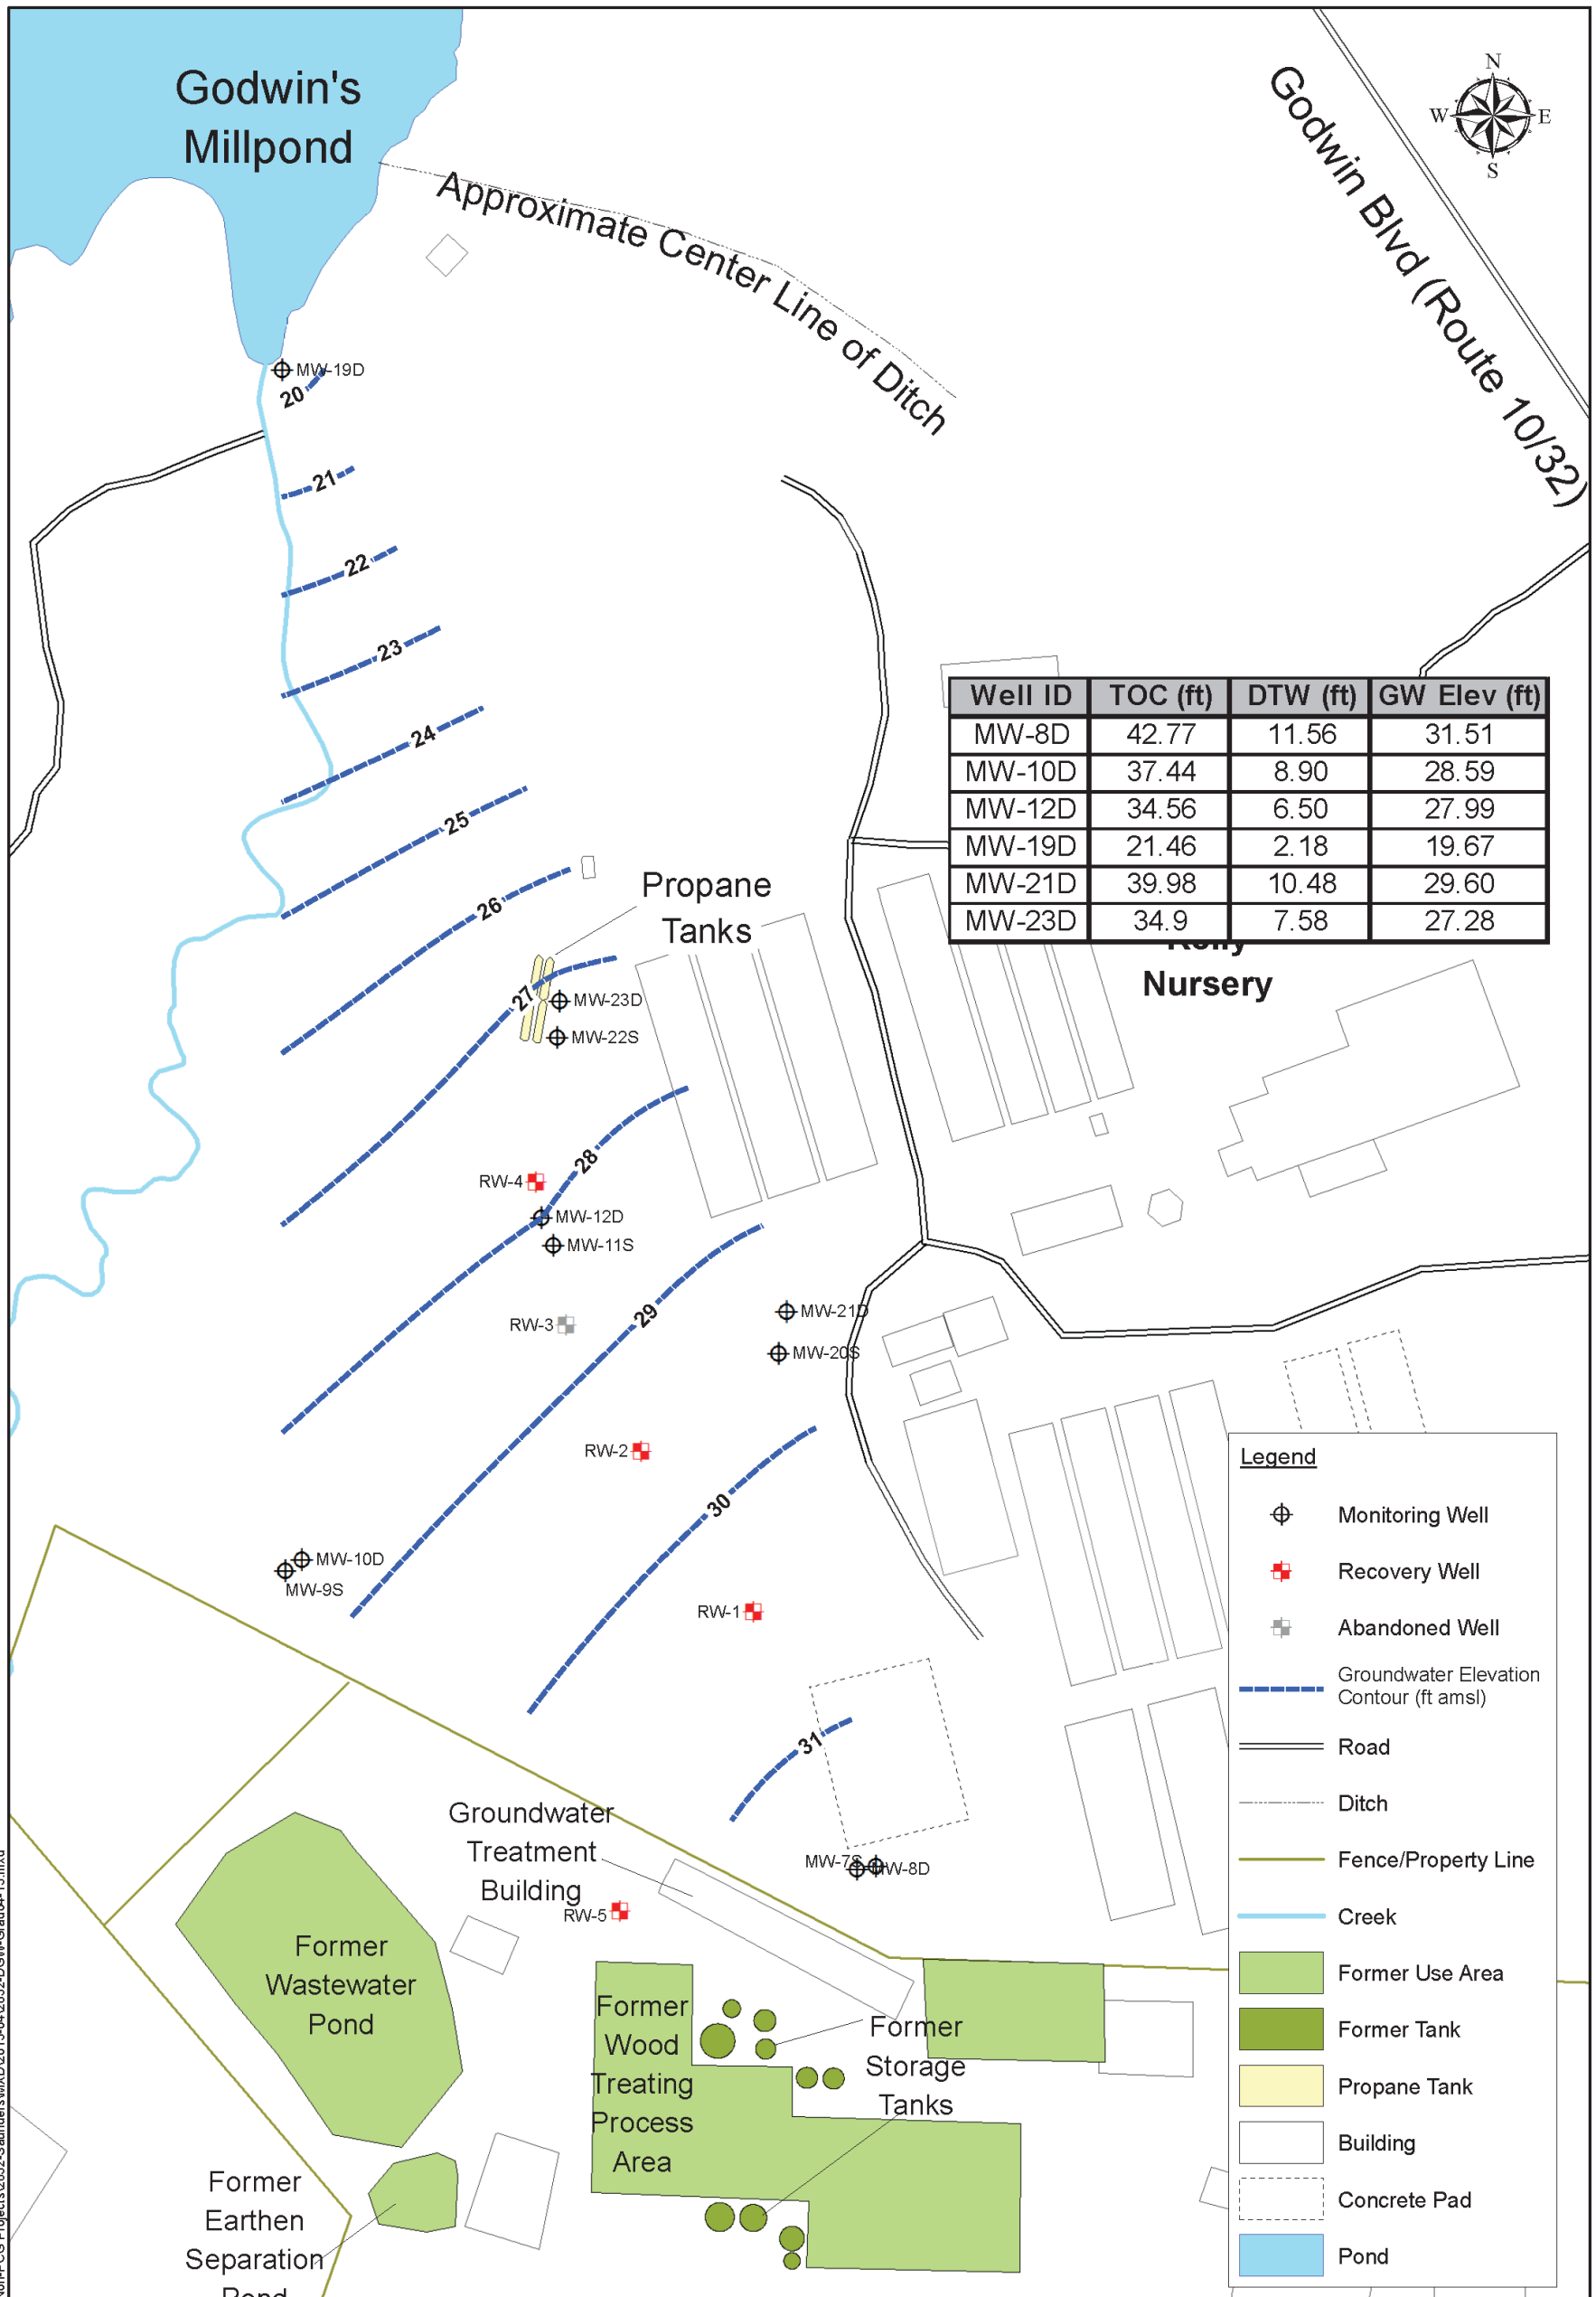 Godwin's
Millpond
Approximate Center Line of Ditch
Godwin Blvd (Route 10/32)
N
W
E
S
MW-19D
20
21
22
23
24
25
26
27
28
29
30
31
Well ID TOC (ft) DTW (ft) GW Elev (ft)
MW-8D 42.77 11.56 31.51
MW-10D 37.44 8.90 28.59
MW-12D 34.56 6.50 27.99
MW-19D 21.46 2.18 19.67
MW-21D 39.98 10.48 29.60
MW-23D 34.9 7.58 27.28
Nursery
Propane
Tanks
MW-23D
MW-22S
RW-4
MW-12D
MW-11S
RW-3
MW-21D
MW-20S
RW-2
MW-10D
MW-9S
RW-1
MW-7S
MW-8D
Groundwater
Treatment
Building
RW-5
Former
Wastewater
Pond
Former
Wood
Treating
Process
Area
Former
Storage
Tanks
Former
Earthen
Separation
Pond
Legend
Monitoring Well
Recovery Well
Abandoned Well
Groundwater Elevation
Contour (ft amsl)
Road
Ditch
Fence/Property Line
Creek
Former Use Area
Former Tank
Propane Tank
Building
Concrete Pad
Pond